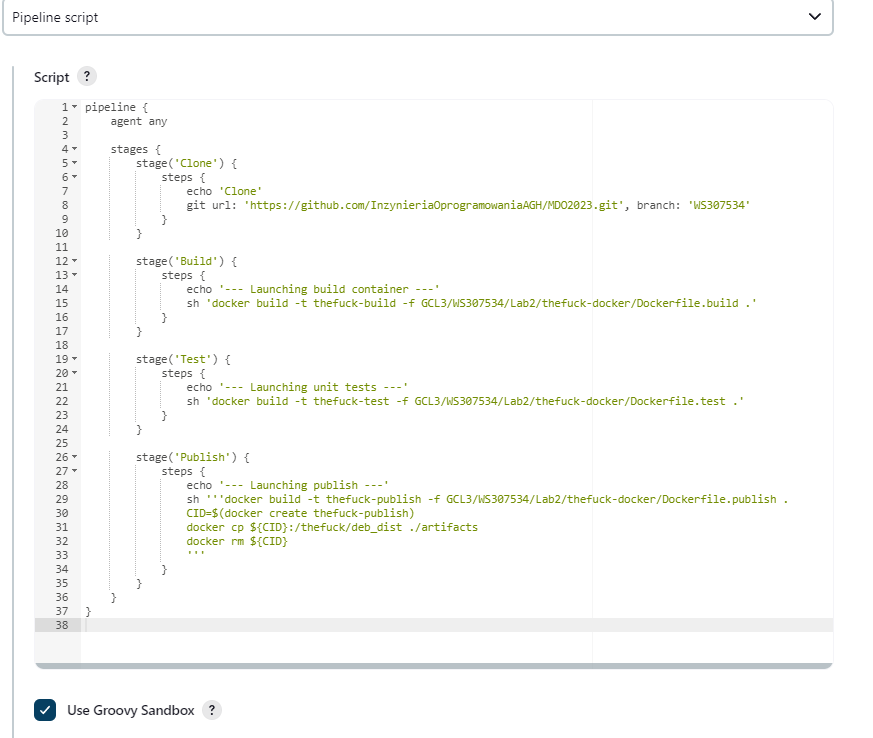 Pipeline script
Script ?
1 pipeline {
2     agent any
3
4     stages {
5         stage('Clone') {
6             steps {
7                 echo 'Clone'
8                 git url: 'https://github.com/InzynieriaOprogramowaniaAGH/MDO2023.git', branch: 'WS307534'
9             }
10         }
11
12         stage('Build') {
13             steps {
14                 echo '--- Launching build container ---'
15                 sh 'docker build -t thefuck-build -f GCL3/WS307534/Lab2/thefuck-docker/Dockerfile.build .'
16             }
17         }
18
19         stage('Test') {
20             steps {
21                 echo '--- Launching unit tests ---'
22                 sh 'docker build -t thefuck-test -f GCL3/WS307534/Lab2/thefuck-docker/Dockerfile.test .'
23             }
24         }
25
26         stage('Publish') {
27             steps {
28                 echo '--- Launching publish ---'
29                 sh '''docker build -t thefuck-publish -f GCL3/WS307534/Lab2/thefuck-docker/Dockerfile.publish .
30                 CID=$(docker create thefuck-publish)
31                 docker cp ${CID}:/thefuck/deb_dist ./artifacts
32                 docker rm ${CID}
33                 '''
34             }
35         }
36     }
37 }
38
Use Groovy Sandbox ?